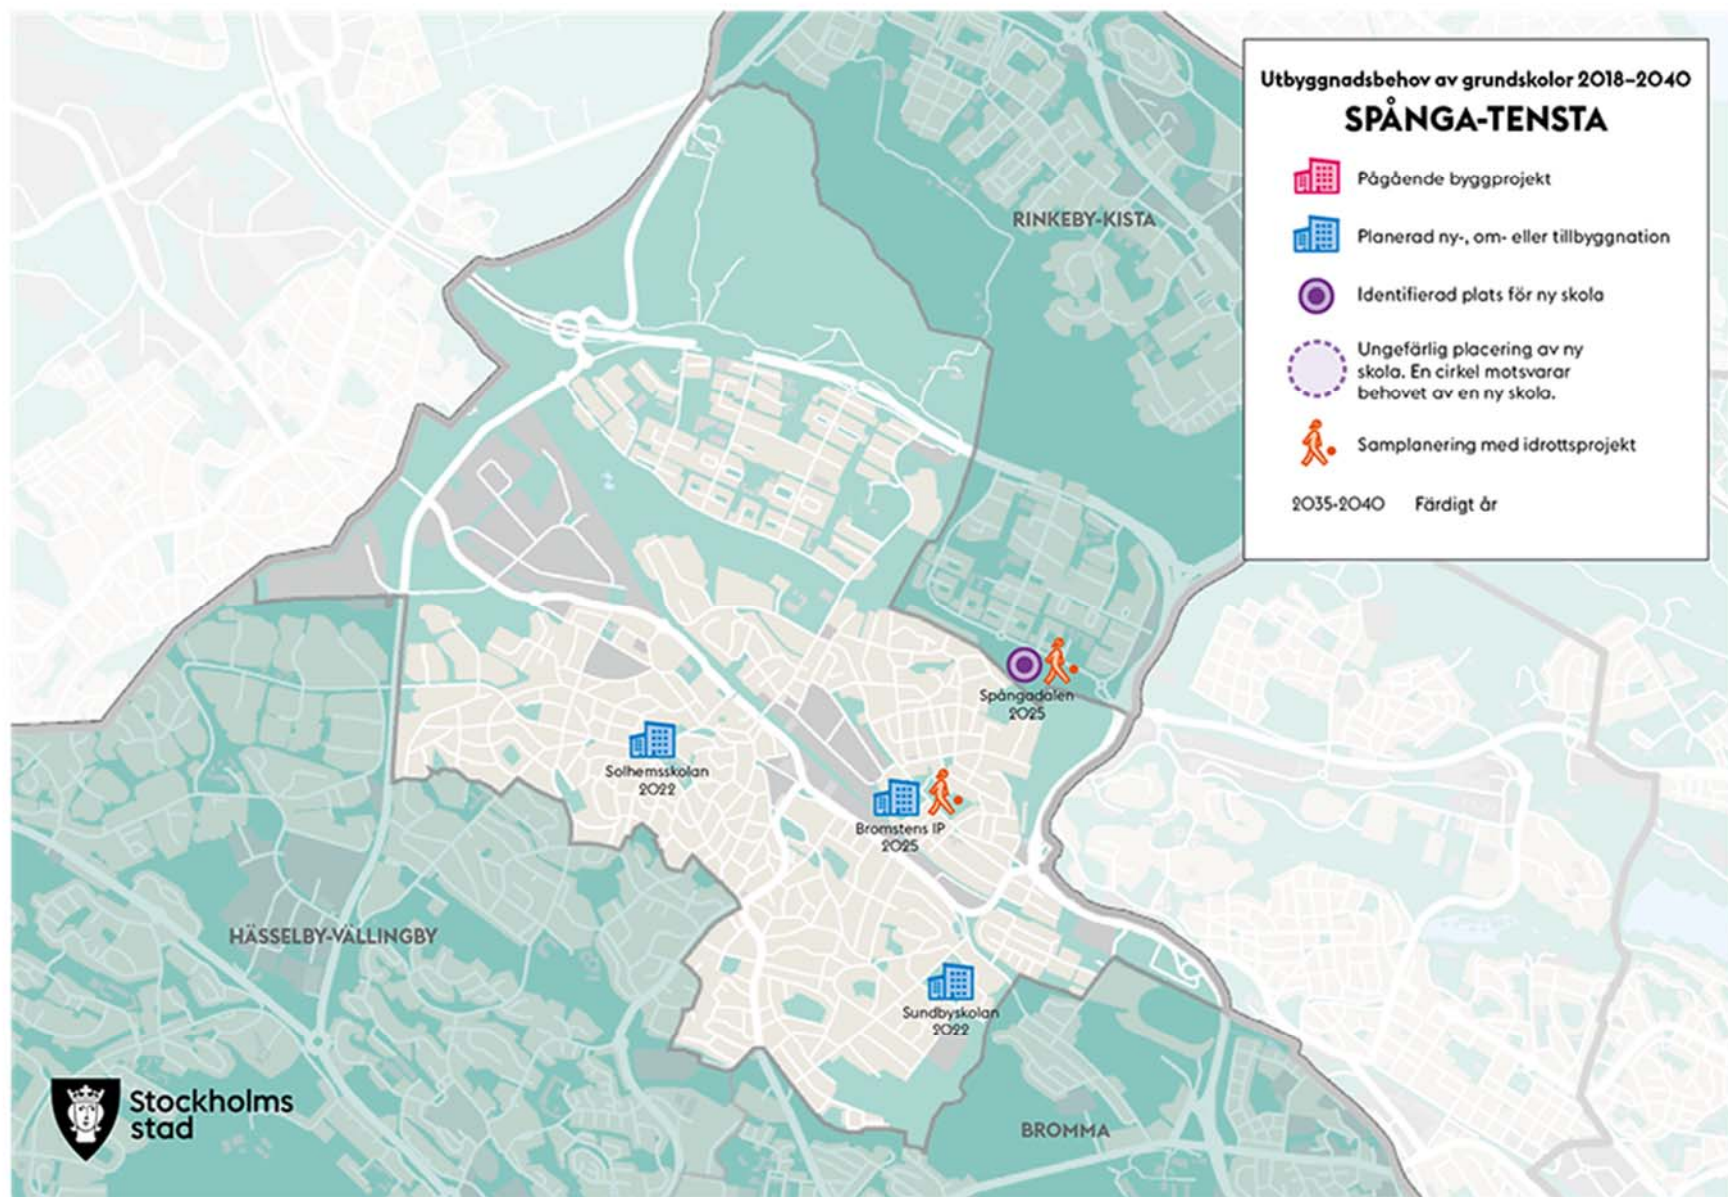 Utbyggnadsbehov av grundskolor 2018–2040
SPÅNGA-TENSTA
Pågående byggprojekt
Planerad ny-, om- eller tillbyggnation
Identifierad plats för ny skola
Ungefärlig placering av ny
skola. En cirkel motsvarar
behovet av en ny skola.
Samplanering med idrottsprojekt
2035-2040 Färdigt år
RINKEBY-KISTA
Spångadalen
2025
Solhemsskolan
2022
Bromstens IP
2025
HÄSSELBY-VÄLLINGBY
Sundbyskolan
2022
BROMMA
Stockholms
stad